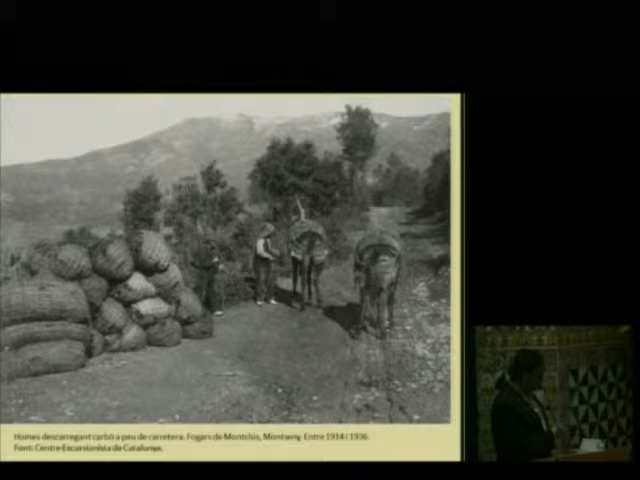 Homes descarregant carbó a peu de carretera. Fogars de Montclús, Montseny. Entre 1914 i 1936.
Font: Centre Excursionista de Catalunya.